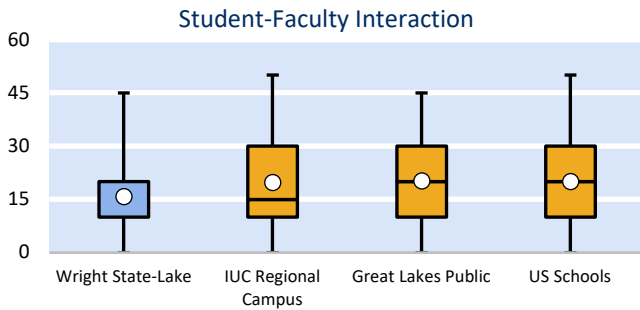 Student-Faculty Interaction
60
45
30
15
0
Wright State-Lake
IUC Regional
Campus
Great Lakes Public
US Schools